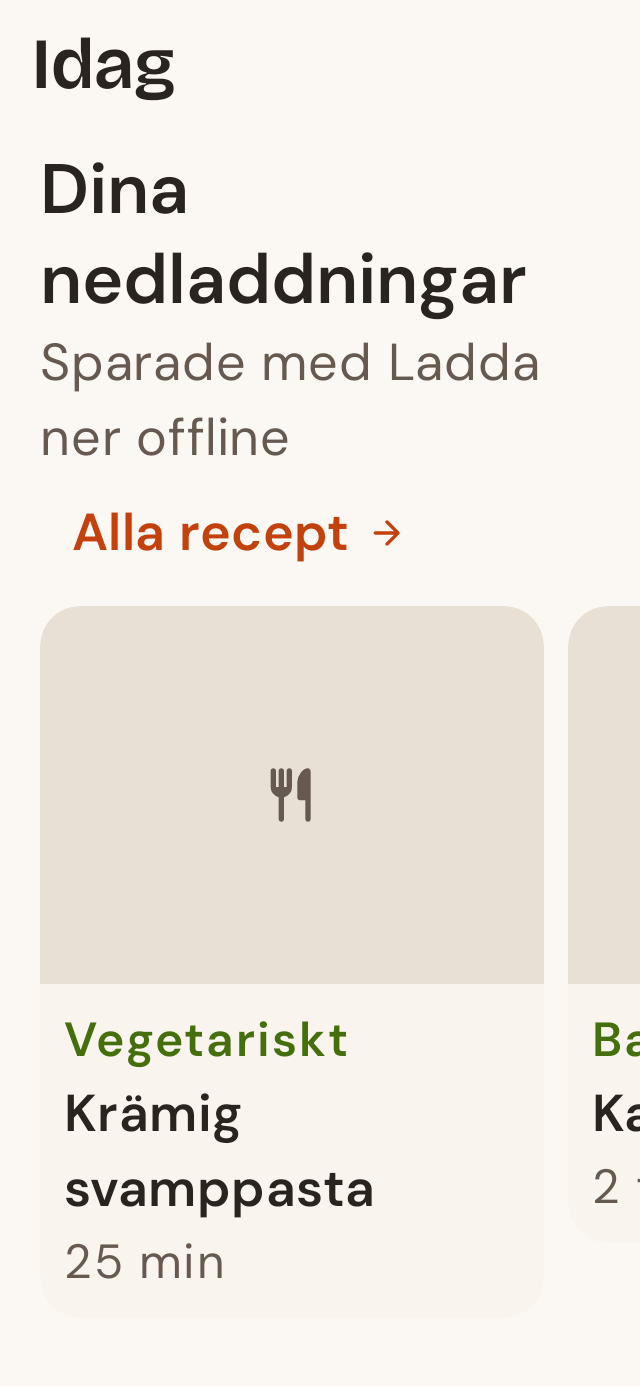 Idag
Dina
nedladdningar
Sparade med Ladda
ner offline
Alla recept →
Vegetariskt
Krämig
svamppasta
25 min